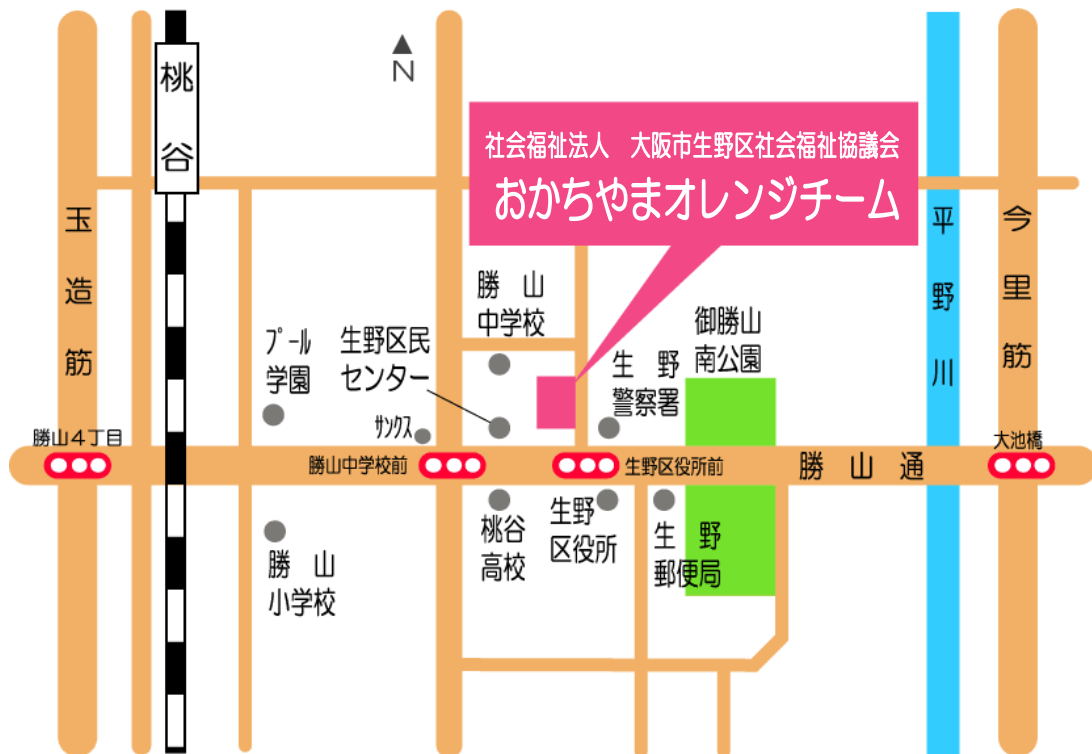 桃谷
N
社会福祉法人　大阪市生野区社会福祉協議会
おかちやまオレンジチーム
玉造筋
平野川
今里筋
勝　山
中学校
プール
学園
生野区民
センター
御勝山
南公園
生　野
警察署
サンクス
勝山4丁目
勝山中学校前
生野区役所前
勝山通
大池橋
勝　山
小学校
桃谷
高校
生野
区役所
生　野
郵便局